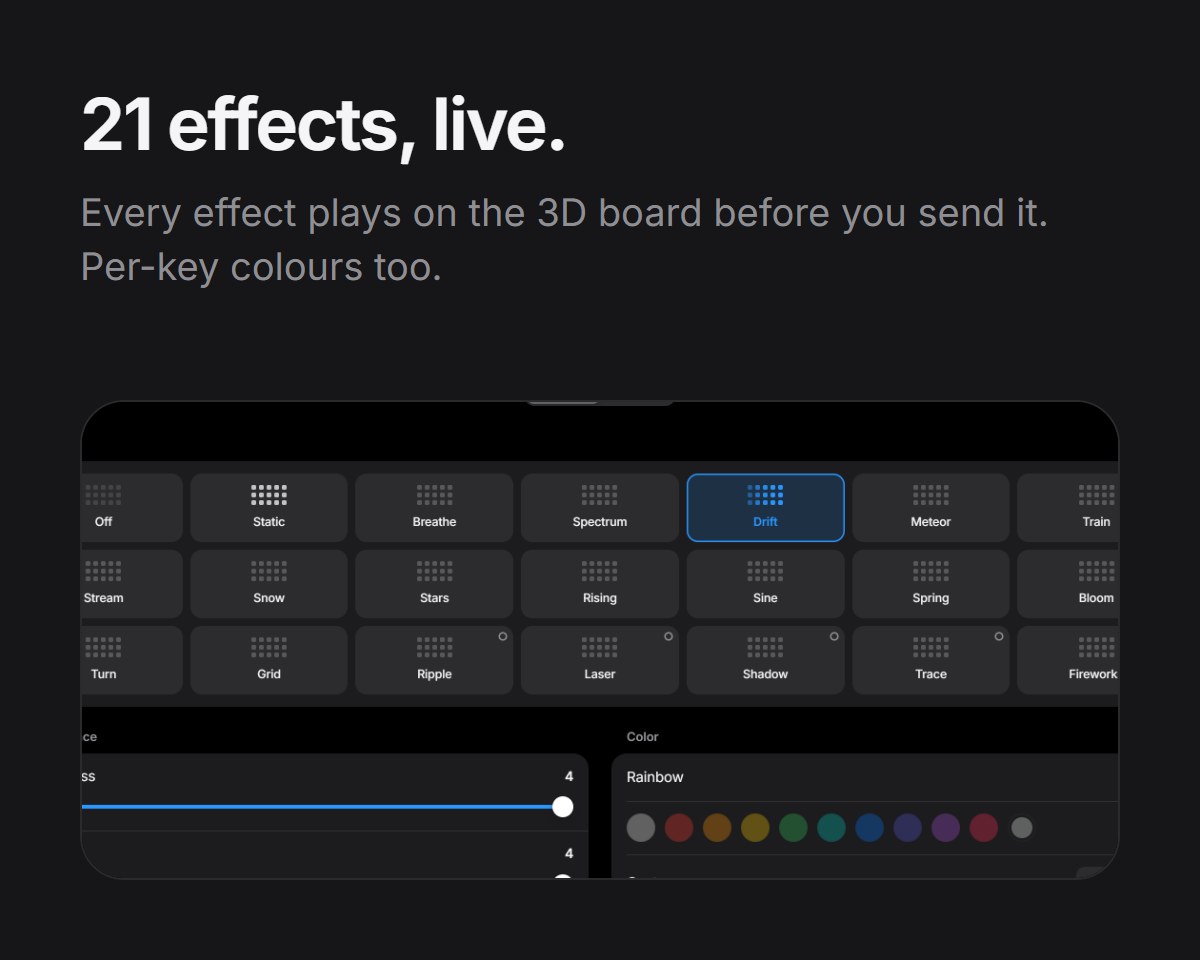 21 effects, live.
Every effect plays on the 3D board before you send it.
Per-key colours too.
Off Static Breathe Spectrum Drift Meteor Train
Stream Snow Stars Rising Sine Spring Bloom
Turn Grid Ripple Laser Shadow Trace Firework
ce Color
ss 4 Rainbow
4